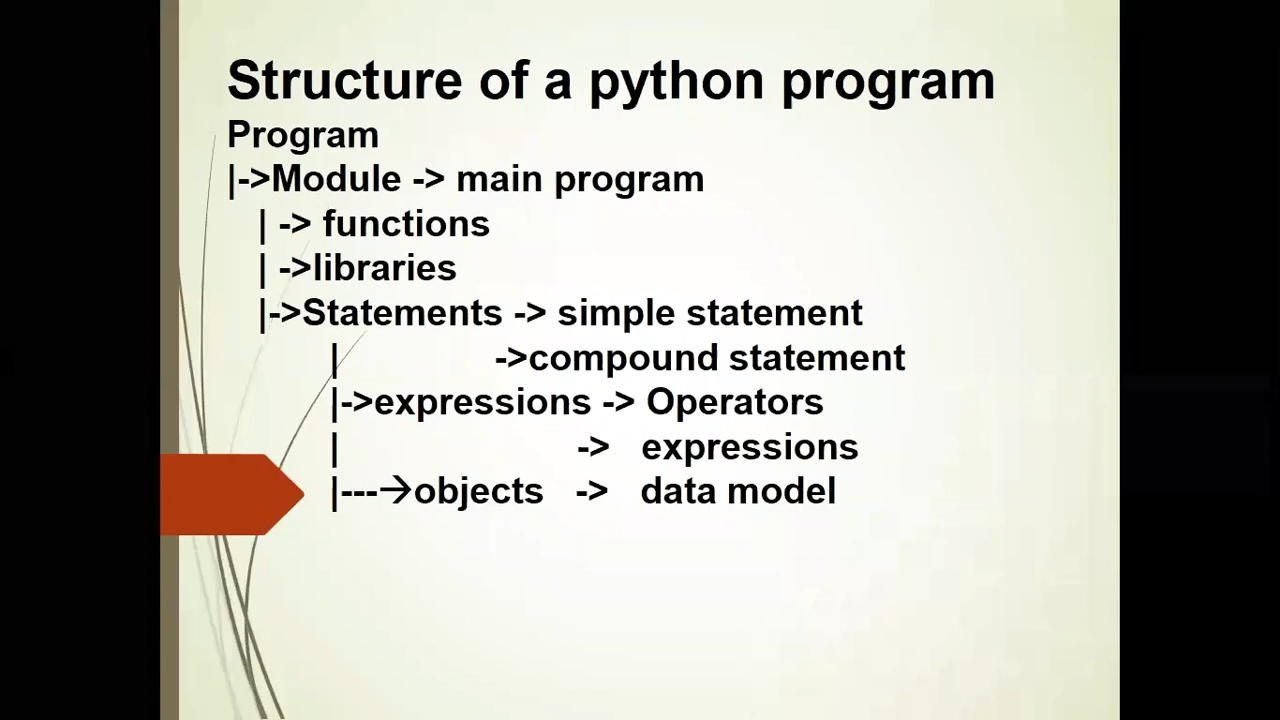 Structure of a python program
Program
|->Module -> main program
| -> functions
| ->libraries
|->Statements -> simple statement
| ->compound statement
|->expressions -> Operators
| -> expressions
|---→objects -> data model